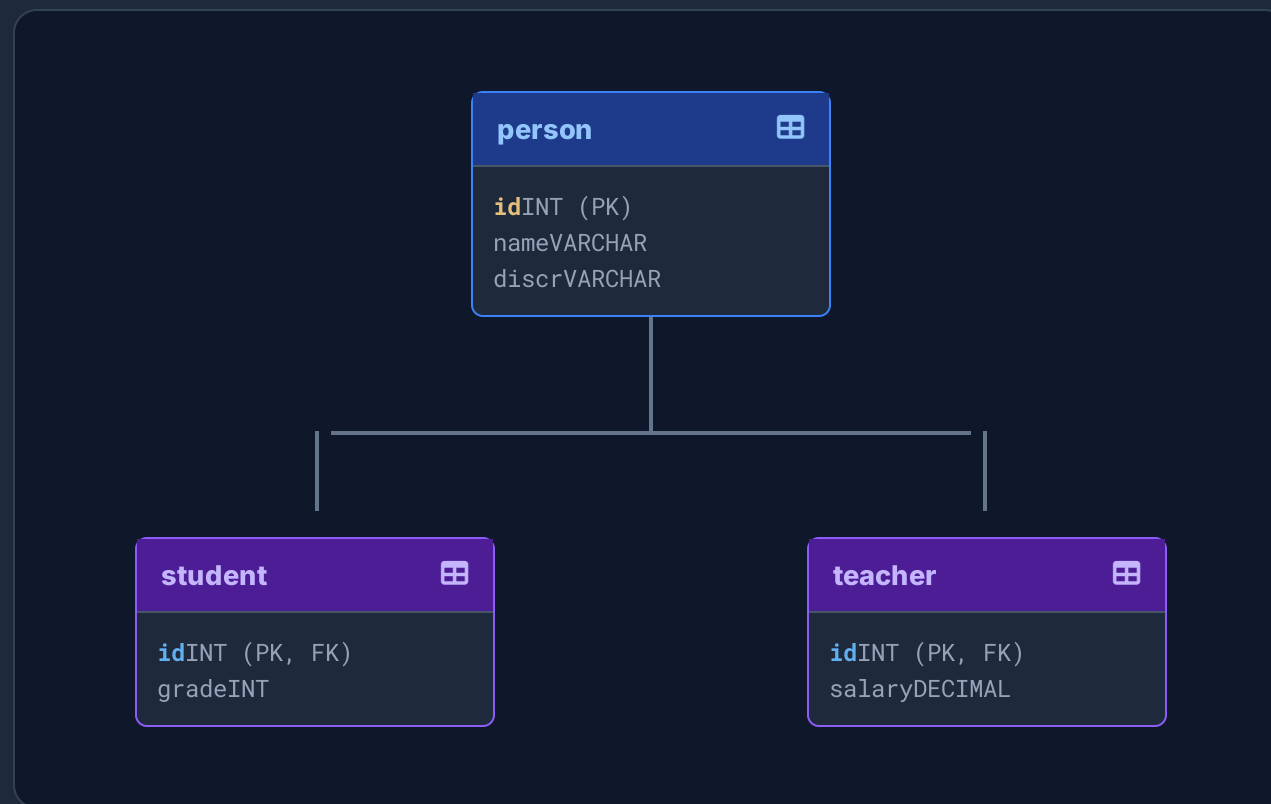 person
idINT (PK)
nameVARCHAR
discrVARCHAR
student
idINT (PK, FK)
gradeINT
teacher
idINT (PK, FK)
salaryDECIMAL